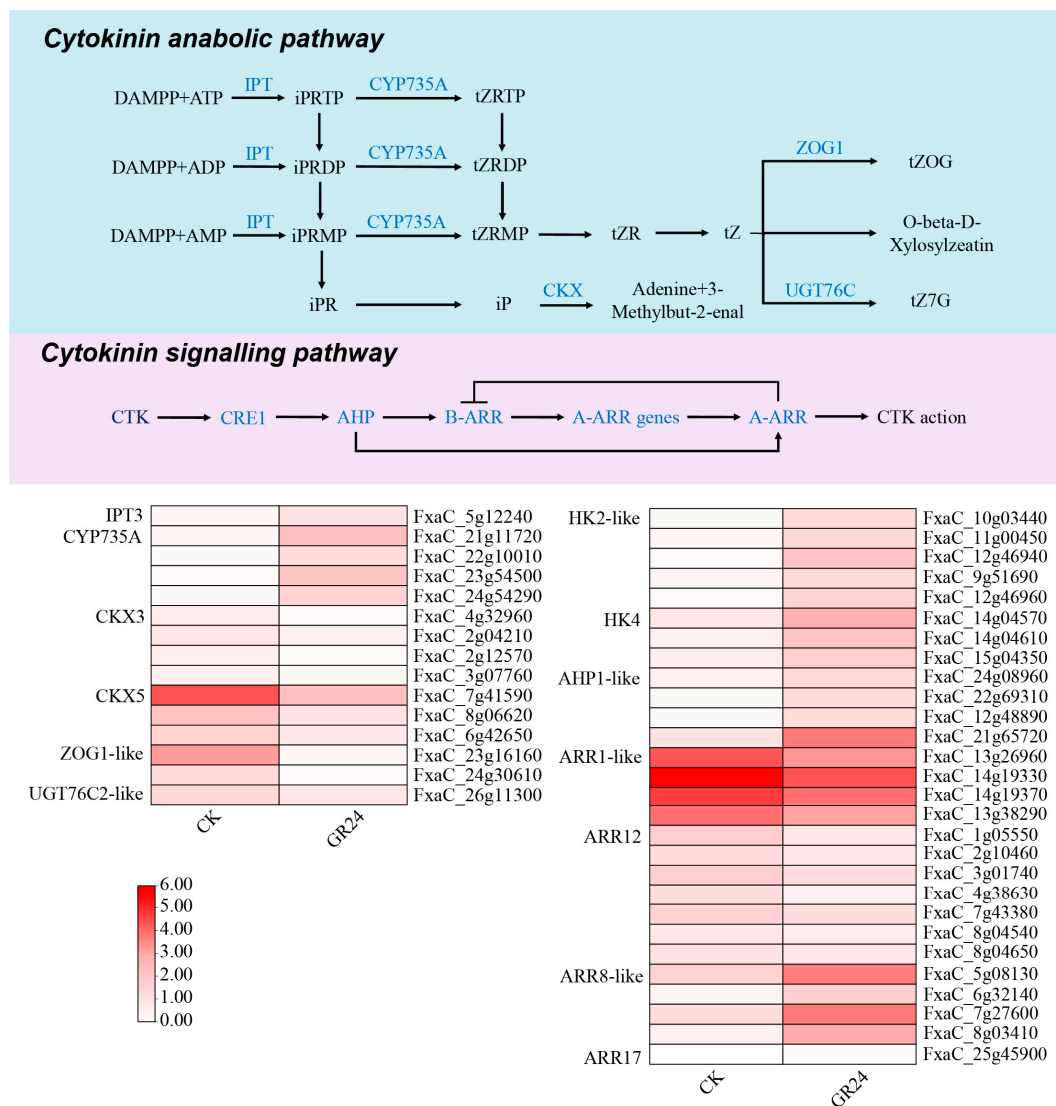 Cytokinin anabolic pathway
DAMPP+ATP IPT iPRTP CYP735A tZRTP
DAMPP+ADP IPT iPRDP CYP735A tZRDP ZOG1 tZOG
DAMPP+AMP IPT iPRMP CYP735A tZRMP tZR tZ O-beta-D-
Xylosylzeatin
iPR iP CKX Adenine+3-
Methylbut-2-enal UGT76C tZ7G
Cytokinin signalling pathway
CTK CRE1 AHP B-ARR A-ARR genes A-ARR CTK action
IPT3 FxaC_5g12240
CYP735A FxaC_21g11720
FxaC_22g10010
FxaC_23g54500
FxaC_24g54290
CKX3 FxaC_4g32960
FxaC_2g04210
FxaC_2g12570
FxaC_3g07760
CKX5 FxaC_7g41590
FxaC_8g06620
FxaC_6g42650
ZOG1-like FxaC_23g16160
FxaC_24g30610
UGT76C2-like FxaC_26g11300
CK GR24
6.00
5.00
4.00
3.00
2.00
1.00
0.00
HK2-like FxaC_10g03440
FxaC_11g00450
FxaC_12g46940
FxaC_9g51690
FxaC_12g46960
HK4 FxaC_14g04570
FxaC_14g04610
FxaC_15g04350
AHP1-like FxaC_24g08960
FxaC_22g69310
FxaC_12g48890
FxaC_21g65720
ARR1-like FxaC_13g26960
FxaC_14g19330
FxaC_14g19370
FxaC_13g38290
ARR12 FxaC_1g05550
FxaC_2g10460
FxaC_3g01740
FxaC_4g38630
FxaC_7g43380
FxaC_8g04540
FxaC_8g04650
ARR8-like FxaC_5g08130
FxaC_6g32140
FxaC_7g27600
FxaC_8g03410
ARR17 FxaC_25g45900
CK GR24